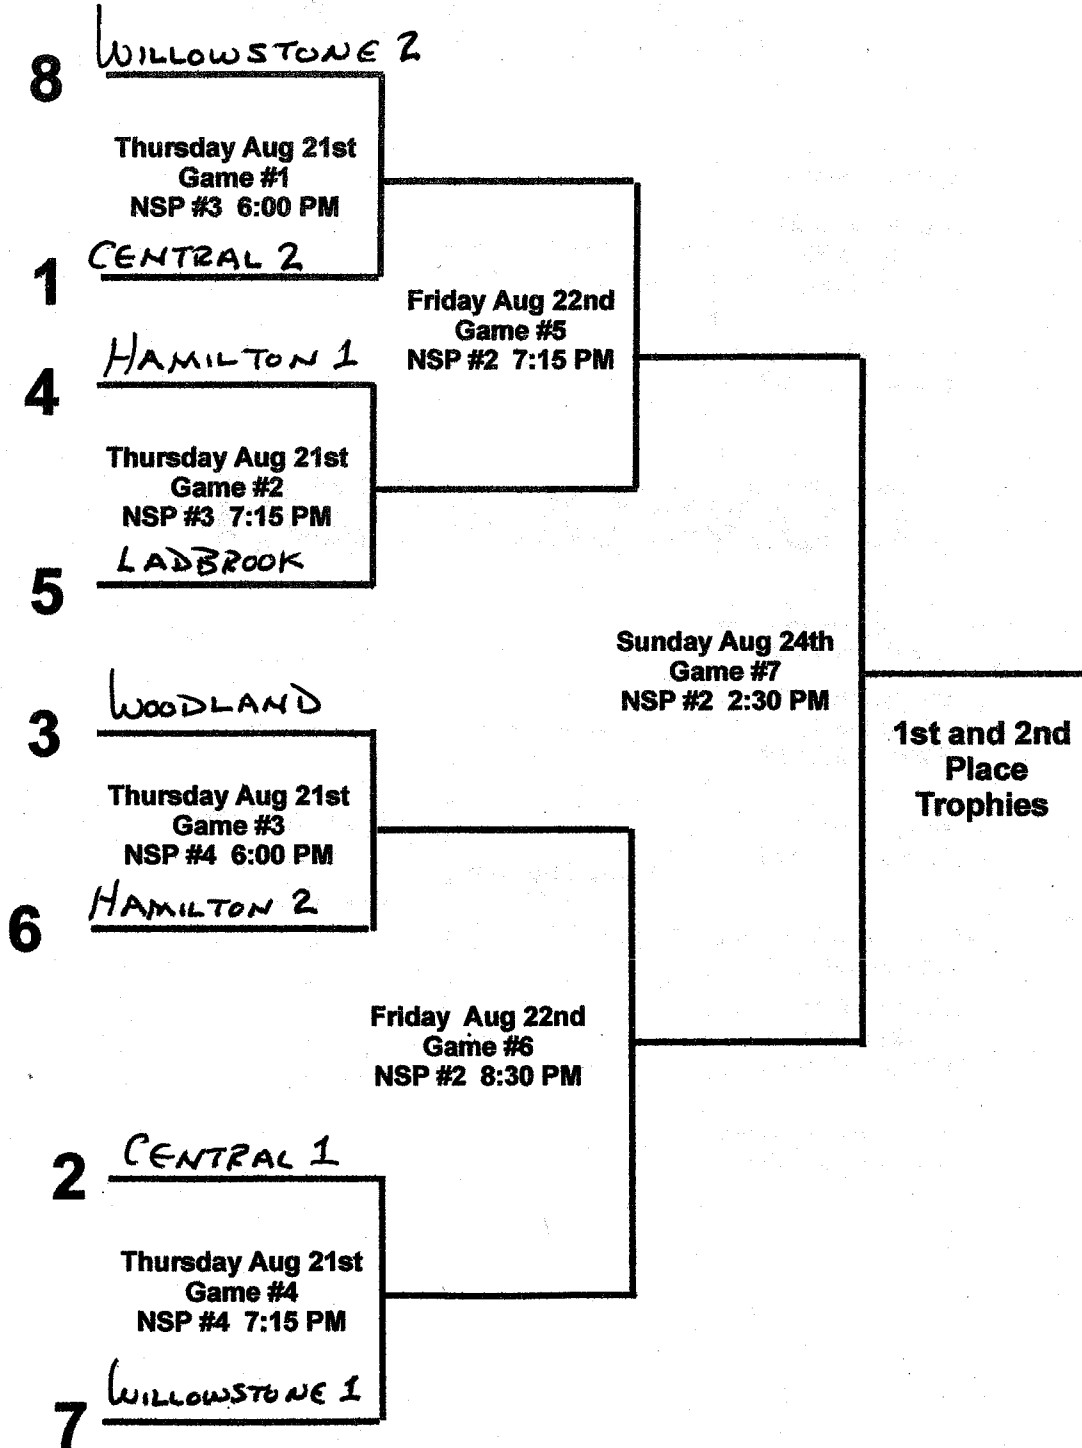 8
WILLOWSTONE 2
Thursday Aug 21st
Game #1
NSP #3 6:00 PM
1
CENTRAL 2
Friday Aug 22nd
Game #5
NSP #2 7:15 PM
4
HAMILTON 1
Thursday Aug 21st
Game #2
NSP #3 7:15 PM
5
LADBROOK
Sunday Aug 24th
Game #7
NSP #2 2:30 PM
1st and 2nd
Place
Trophies
3
WOODLAND
Thursday Aug 21st
Game #3
NSP #4 6:00 PM
6
HAMILTON 2
Friday Aug 22nd
Game #6
NSP #2 8:30 PM
2
CENTRAL 1
Thursday Aug 21st
Game #4
NSP #4 7:15 PM
7
WILLOWSTONE 1